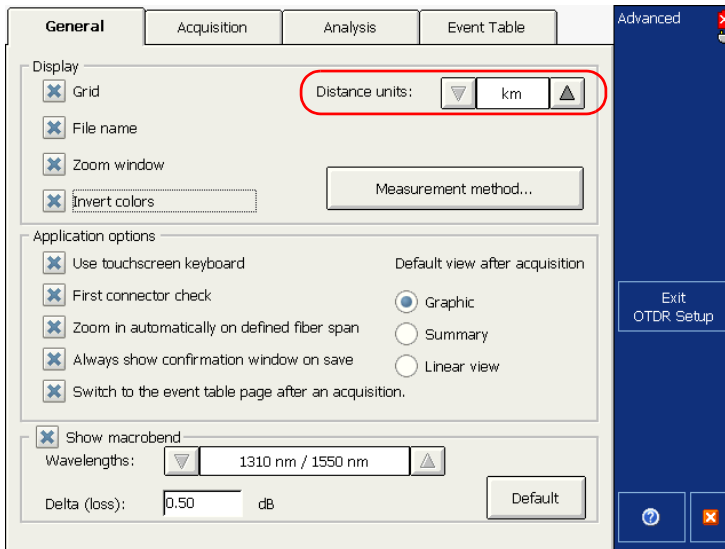 General
Acquisition
Analysis
Event Table
Advanced
Display
Grid
Distance units:
km
File name
Zoom window
Measurement method...
Invert colors
Application options
Use touchscreen keyboard
Default view after acquisition
First connector check
Graphic
Zoom in automatically on defined fiber span
Summary
Always show confirmation window on save
Linear view
Switch to the event table page after an acquisition.
Exit
OTDR Setup
Show macrobend
Wavelengths:
1310 nm / 1550 nm
Delta (loss):
0.50
dB
Default
?